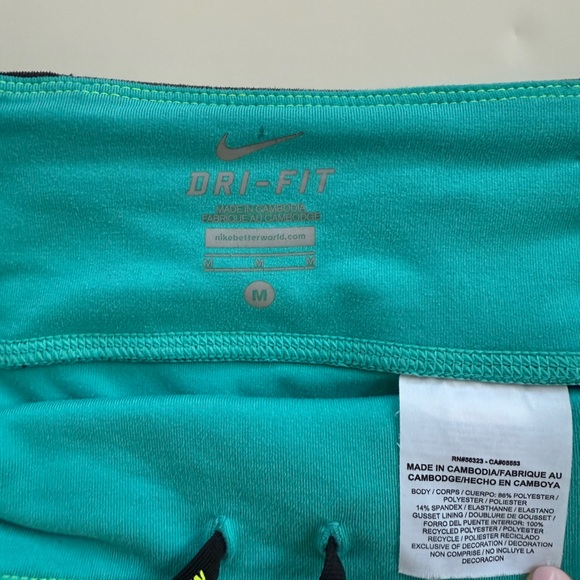 DRI-FIT
MADE IN CAMBODIA
FABRIQUE AU CAMBODGE
nikebetterworld.com
M M M
M
RN#56323 - CA#05553
MADE IN CAMBODIA/FABRIQUE AU
CAMBODGE/HECHO EN CAMBOYA
BODY / CORPS / CUERPO: 86% POLYESTER /
POLYESTER / POLIESTER
14% SPANDEX / ELASTHANNE / ELASTANO
GUSSET LINING / DOUBLURE DE GOUSSET /
FORRO DEL PUENTE INTERIOR: 100%
RECYCLED POLYESTER / POLYESTER
RECYCLE / POLIESTER RECICLADO
EXCLUSIVE OF DECORATION / DECORATION
NON COMPRISE / NO INCLUYE LA
DECORACION